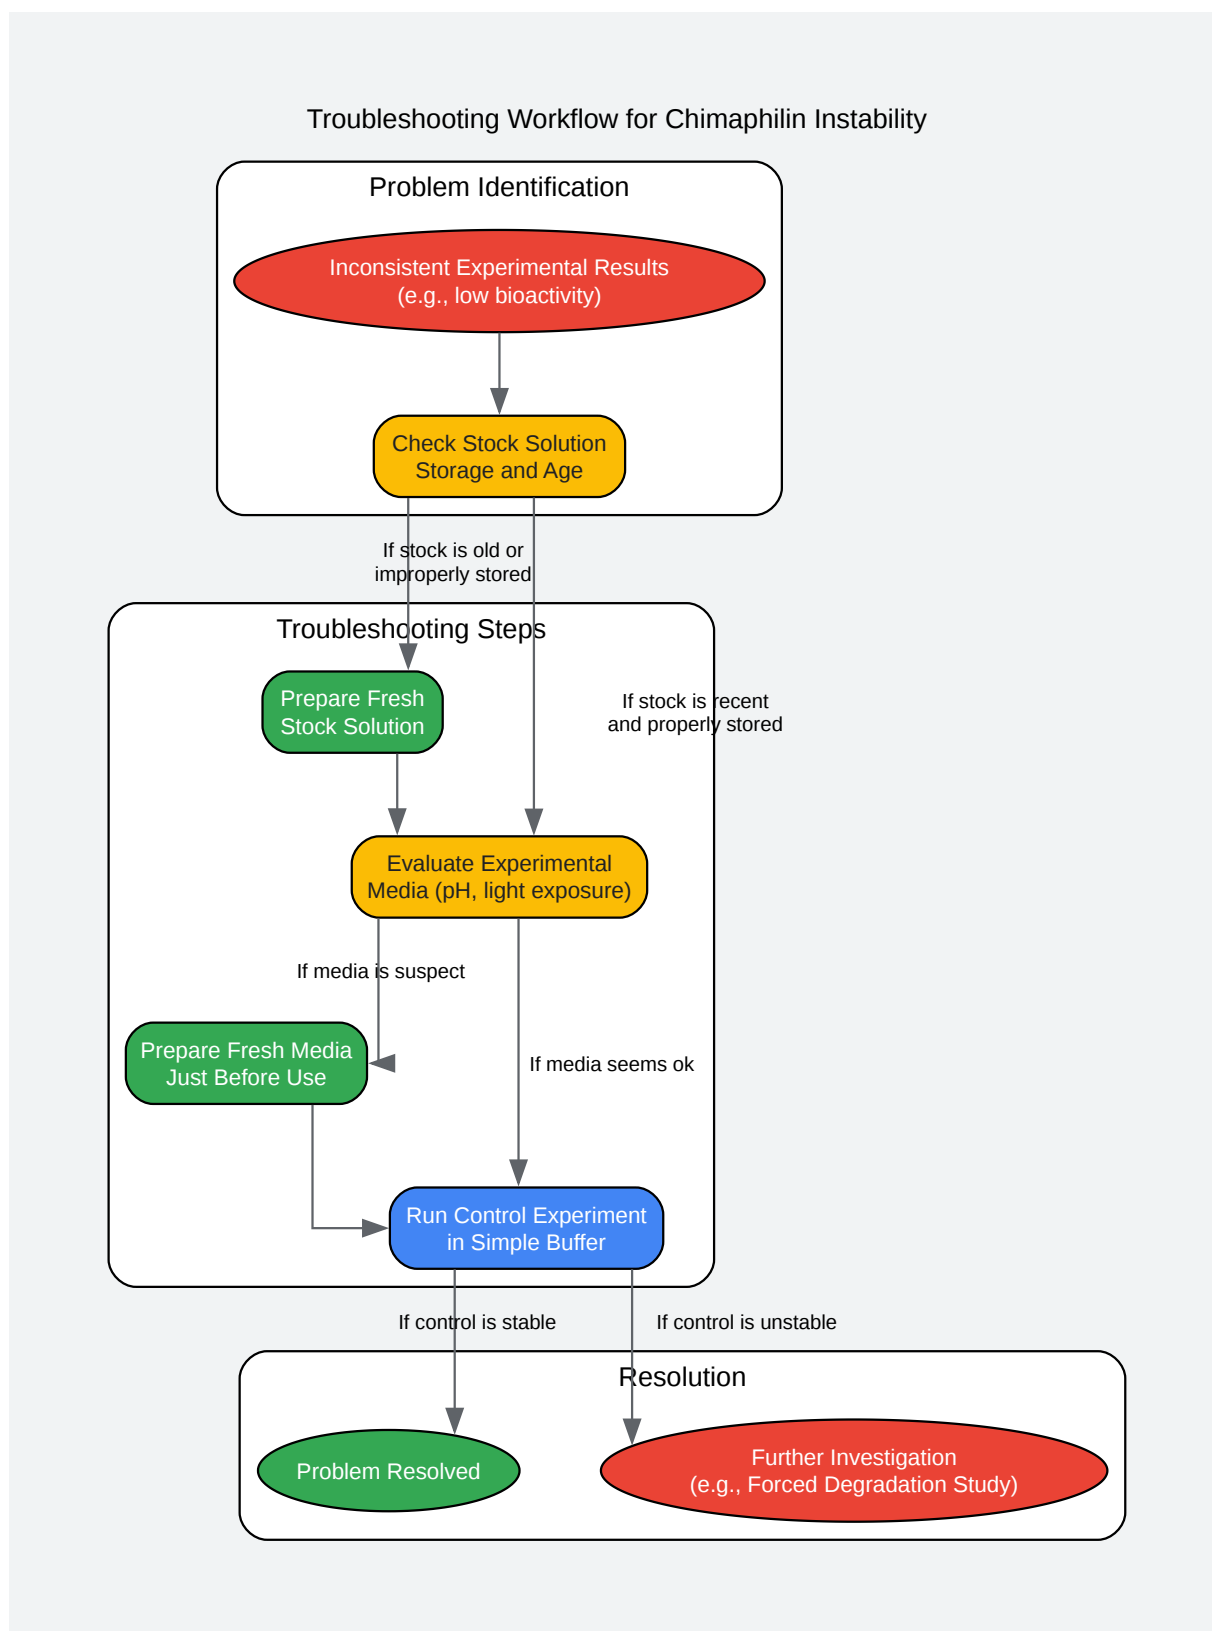 Troubleshooting Workflow for Chimaphilin Instability
Problem Identification
Inconsistent Experimental Results
(e.g., low bioactivity)
Check Stock Solution
Storage and Age
If stock is old or
improperly stored
Troubleshooting Steps
Prepare Fresh
Stock Solution
If stock is recent
and properly stored
Evaluate Experimental
Media (pH, light exposure)
If media is suspect
Prepare Fresh Media
Just Before Use
If media seems ok
Run Control Experiment
in Simple Buffer
If control is stable
If control is unstable
Resolution
Problem Resolved
Further Investigation
(e.g., Forced Degradation Study)